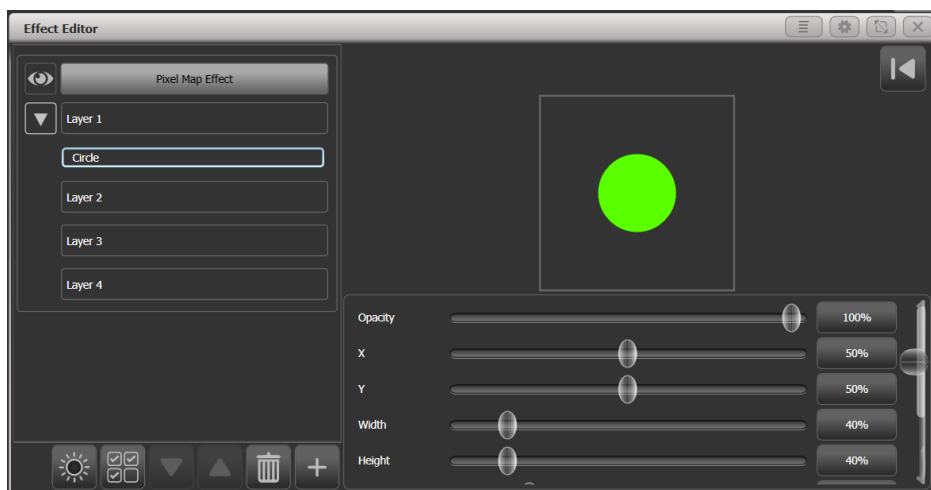 Effect Editor
Pixel Map Effect
Layer 1
Circle
Layer 2
Layer 3
Layer 4
Opacity 100%
X 50%
Y 50%
Width 40%
Height 40%